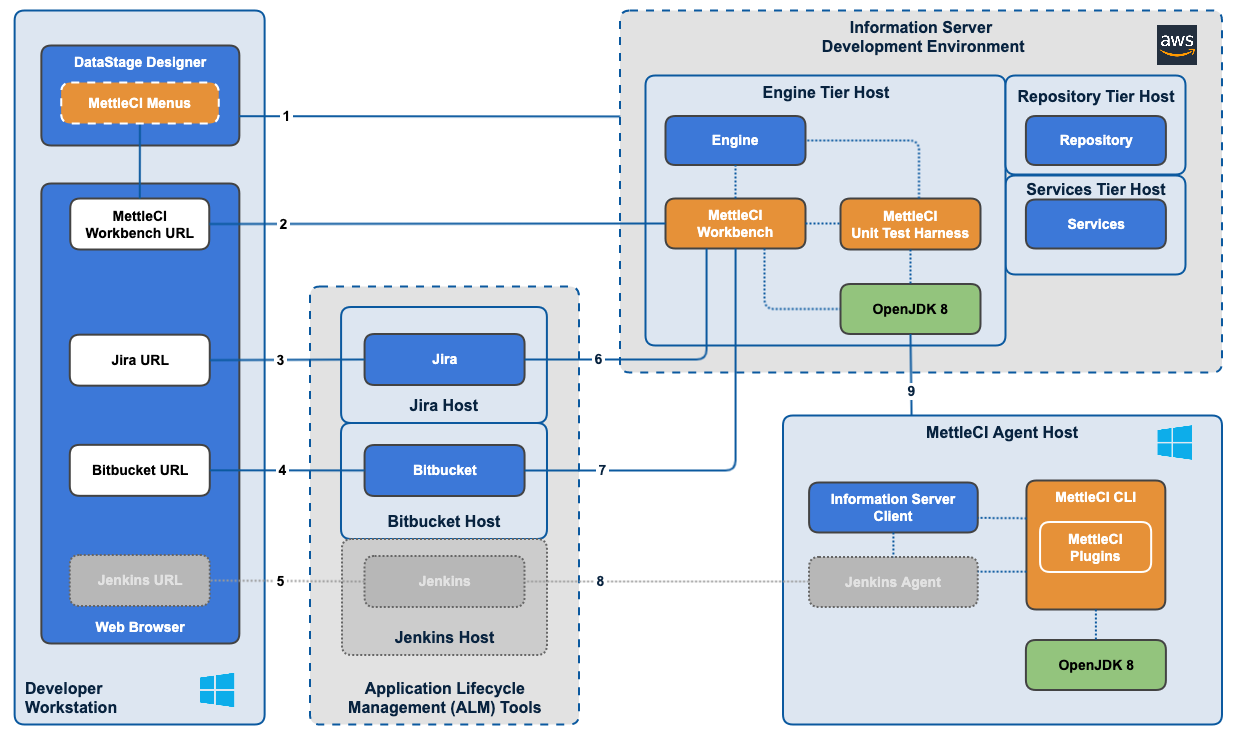 DataStage Designer
MettleCI Menus
MettleCI
Workbench URL
Jira URL
Bitbucket URL
Jenkins URL
Web Browser
Developer
Workstation
1
2
3
4
5
Jira
Jira Host
Bitbucket
Bitbucket Host
Jenkins
Jenkins Host
Application Lifecycle
Management (ALM) Tools
6
7
8
Information Server
Development Environment
aws
Engine Tier Host
Engine
MettleCI
Workbench
MettleCI
Unit Test Harness
OpenJDK 8
Repository Tier Host
Repository
Services Tier Host
Services
9
MettleCI Agent Host
Information Server
Client
Jenkins Agent
MettleCI CLI
MettleCI
Plugins
OpenJDK 8